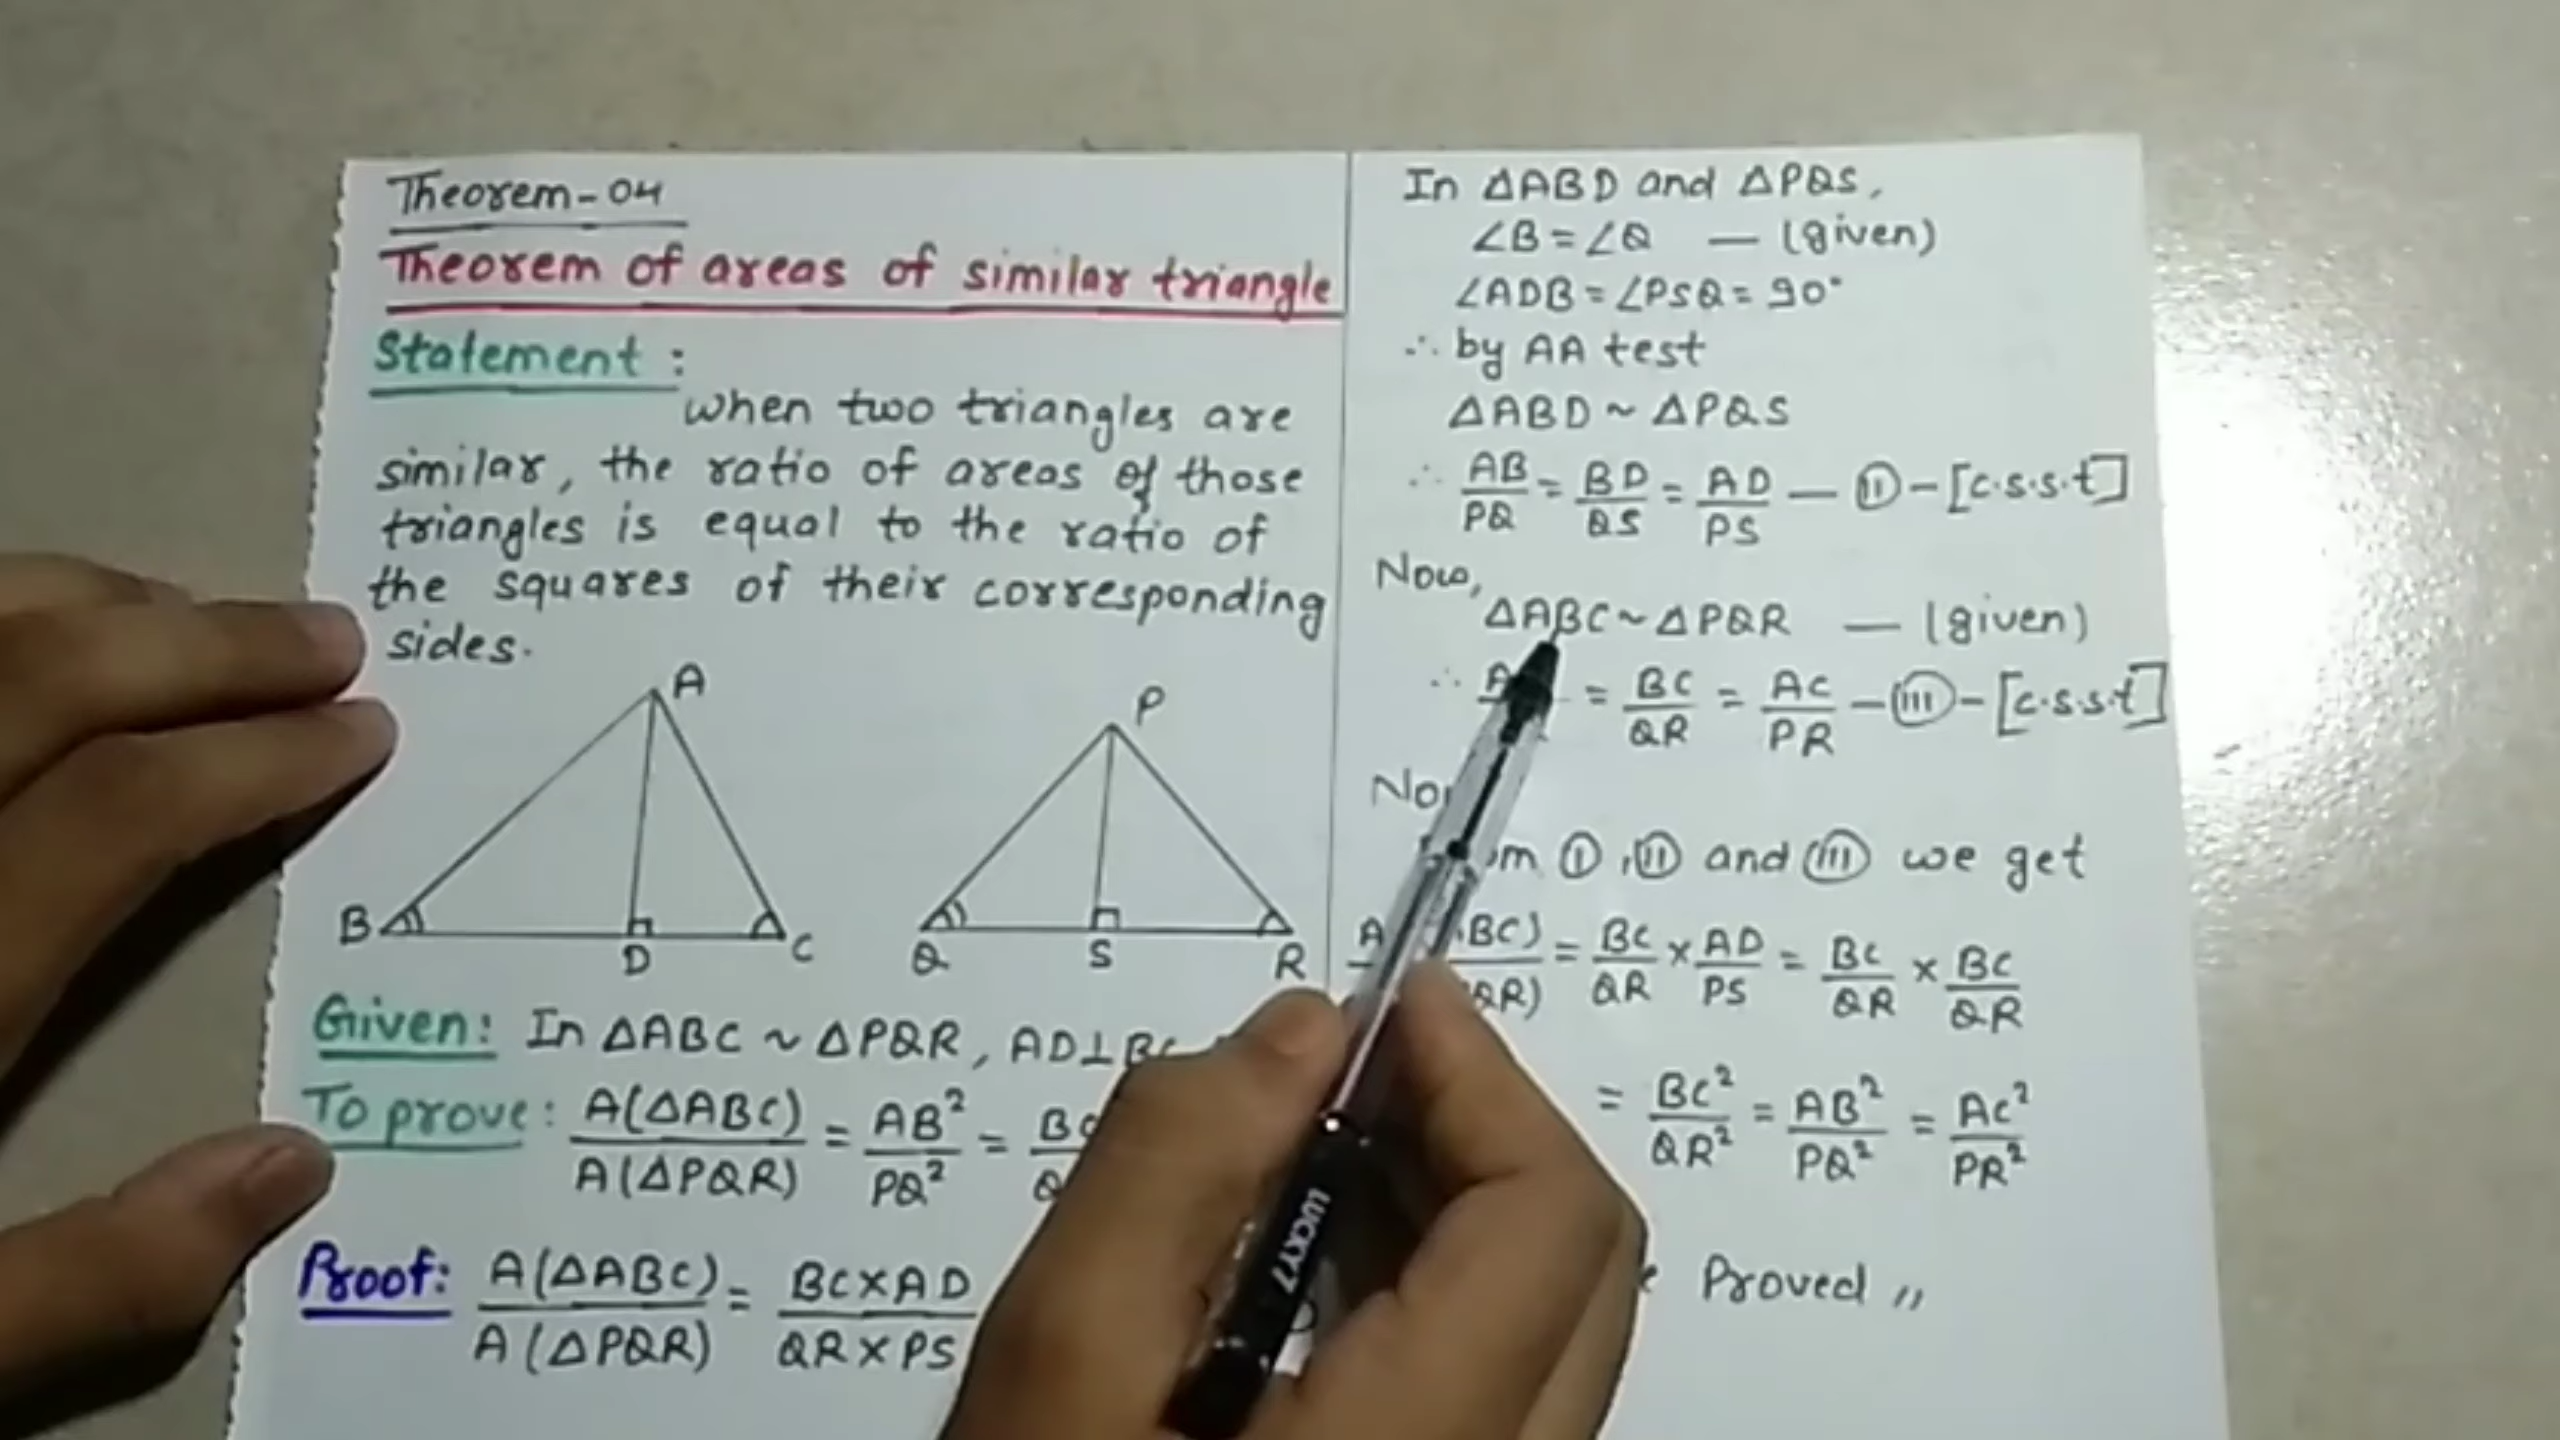 Theorem-04
Theorem of areas of similar triangle
Statement :
when two triangles are
similar, the ratio of areas of those
triangles is equal to the ratio of
the squares of their corresponding
sides.
A
B D C
P
Q S R
Given: In ΔABC ~ ΔPQR, AD⊥BC
To prove: A(ΔABC)/A(ΔPQR) = AB²/PQ² =
Proof: A(ΔABC)/A(ΔPQR) = BC×AD/QR×PS
In ΔABD and ΔPQS,
∠B = ∠Q — (given)
∠ADB = ∠PSQ = 90°
∴ by AA test
ΔABD ~ ΔPQS
∴ AB/PQ = BD/QS = AD/PS — (II) - [c.s.s.t]
Now,
ΔABC ~ ΔPQR — (given)
∴ = BC/QR = AC/PR — (III) - [c.s.s.t]
(I), (II) and (III) we get
= BC/QR × AD/PS = BC/QR × BC/QR
= BC²/QR² = AB²/PQ² = AC²/PR²
Proved ,,
LUCKY7